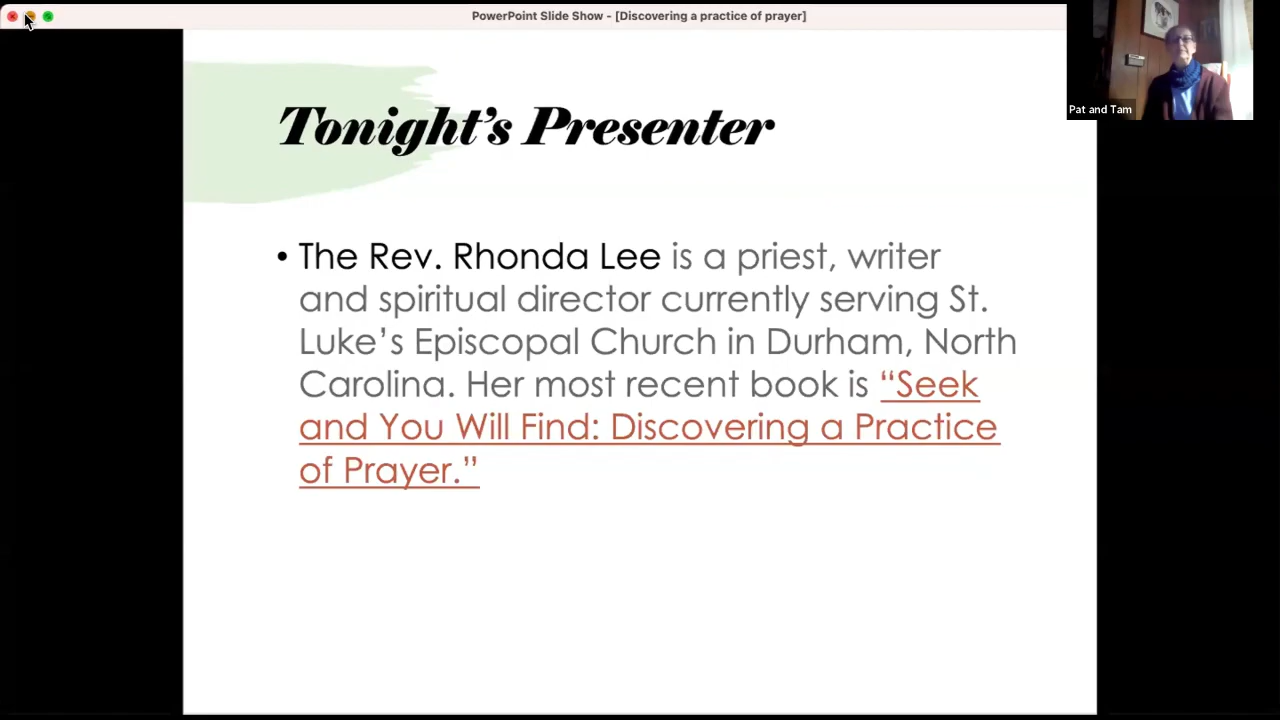 PowerPoint Slide Show - [Discovering a practice of prayer]
Pat and Tam
Tonight’s Presenter
• The Rev. Rhonda Lee is a priest, writer
and spiritual director currently serving St.
Luke’s Episcopal Church in Durham, North
Carolina. Her most recent book is “Seek
and You Will Find: Discovering a Practice
of Prayer.”